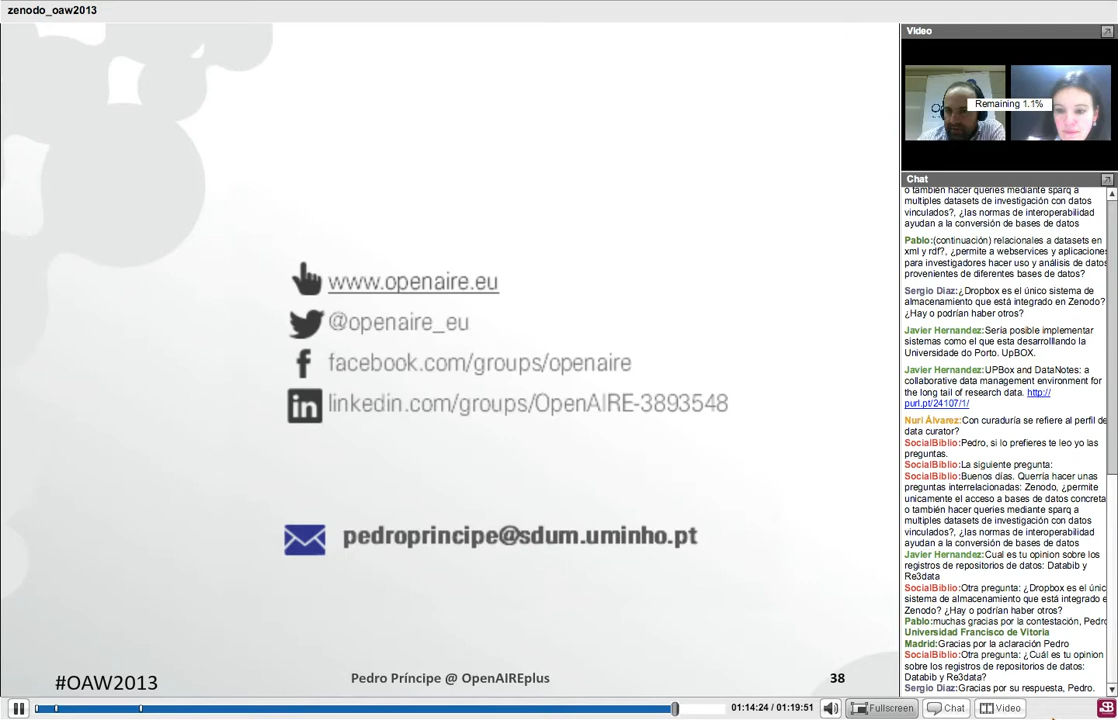 zenodo_oaw2013
www.openaire.eu
@openaire_eu
facebook.com/groups/openaire
linkedin.com/groups/OpenAIRE-3893548
pedroprincipe@sdum.uminho.pt
#OAW2013
Pedro Príncipe @ OpenAIREplus
38
Video
Remaining 1.1%
Chat
o también hacer queries mediante sparq a
multiples datasets de investigación con datos
vinculados?, ¿las normas de interoperabilidad
ayudan a la conversión de bases de datos
Pablo:(continuación) relacionales a datasets en
xml y rdf?, ¿permite a webservices y aplicacione
para investigadores hacer uso y análisis de datos
provenientes de diferentes bases de datos?
Sergio Diaz:¿Dropbox es el único sistema de
almacenamiento que está integrado en Zenodo?
¿Hay o podrían haber otros?
Javier Hernandez:Sería posible implementar
sistemas como el que esta desarrolllando la
Universidade do Porto. UpBOX.
Javier Hernandez:UPBox and DataNotes: a
collaborative data management environment for
the long tail of research data. http://
purl.pt/24107/1/
Nuri Álvarez:Con curaduría se refiere al perfil de
data curator?
SocialBiblio:Pedro, si lo prefieres te leo yo las
preguntas.
SocialBiblio:La siguiente pregunta:
SocialBiblio:Buenos días. Querría hacer unas
preguntas interrelacionadas: Zenodo, ¿permite
unicamente el acceso a bases de datos concreta
o también hacer queries mediante sparq a
multiples datasets de investigación con datos
vinculados?, ¿las normas de interoperabilidad
ayudan a la conversión de bases de datos
Javier Hernandez:Cual es tu opinion sobre los
registros de repositorios de datos: Databib y
Re3data
SocialBiblio:Otra pregunta: ¿Dropbox es el únic
sistema de almacenamiento que está integrado e
Zenodo? ¿Hay o podrían haber otros?
Pablo:muchas gracias por la contestación, Pedro
Universidad Francisco de Vitoria
Madrid:Gracias por la aclaración Pedro
SocialBiblio:Otra pregunta: ¿Cuál es tu opinion
sobre los registros de repositorios de datos:
Databib y Re3data?
Sergio Diaz:Gracias por su respuesta, Pedro.
01:14:24 / 01:19:51
Fullscreen
Chat
Video
SB